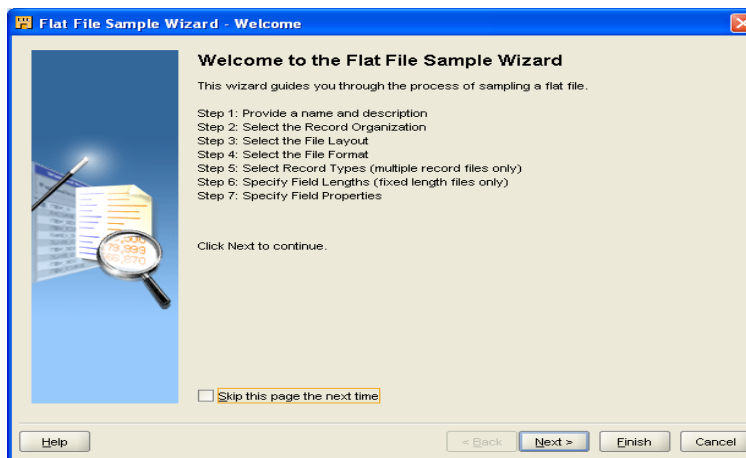 Flat File Sample Wizard - Welcome
Welcome to the Flat File Sample Wizard
This wizard guides you through the process of sampling a flat file.
Step 1: Provide a name and description
Step 2: Select the Record Organization
Step 3: Select the File Layout
Step 4: Select the File Format
Step 5: Select Record Types (multiple record files only)
Step 6: Specify Field Lengths (fixed length files only)
Step 7: Specify Field Properties
Click Next to continue.
Skip this page the next time
Help
< Back
Next >
Finish
Cancel